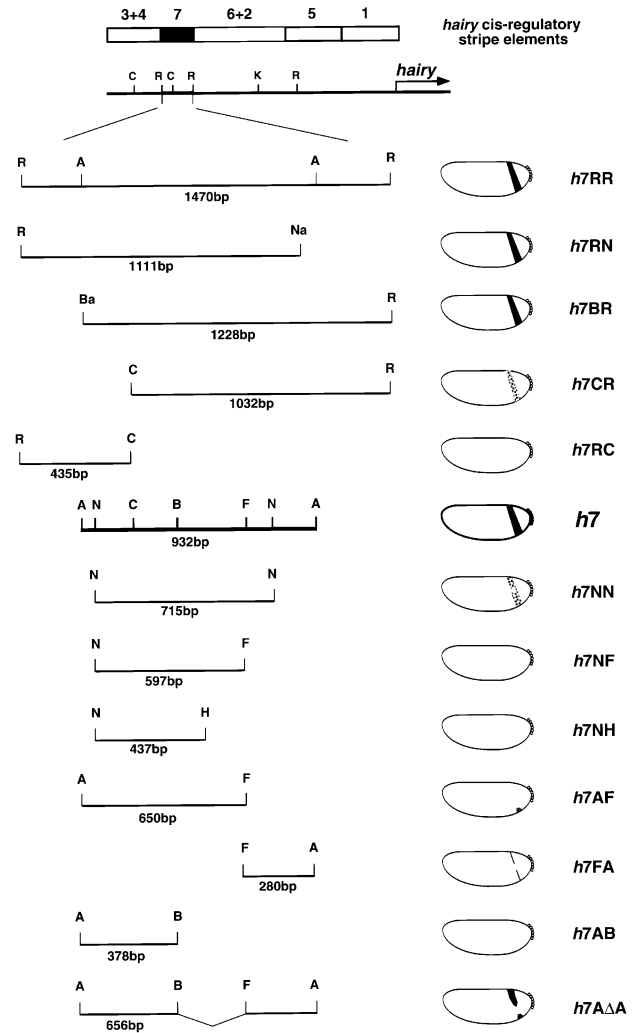 3+4 7 6+2 5 1
hairy cis-regulatory
stripe elements
C R C R K R hairy
R A A R
1470bp
h7RR
R Na
1111bp
h7RN
Ba R
1228bp
h7BR
C R
1032bp
h7CR
R C
435bp
h7RC
A N C B F N A
932bp
h7
N N
715bp
h7NN
N F
597bp
h7NF
N H
437bp
h7NH
A F
650bp
h7AF
F A
280bp
h7FA
A B
378bp
h7AB
A B F A
656bp
h7AΔA